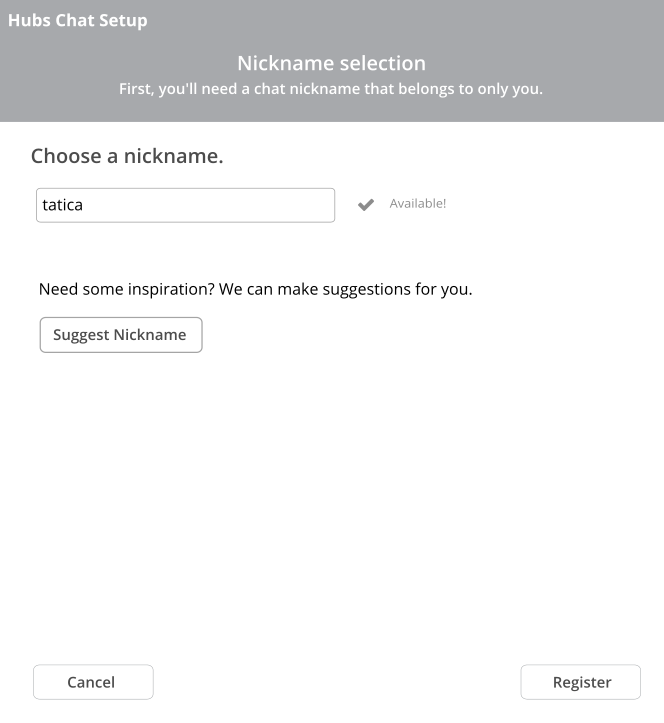 Hubs Chat Setup
Nickname selection
First, you'll need a chat nickname that belongs to only you.
Choose a nickname.
tatica
Available!
Need some inspiration? We can make suggestions for you.
Suggest Nickname
Cancel
Register